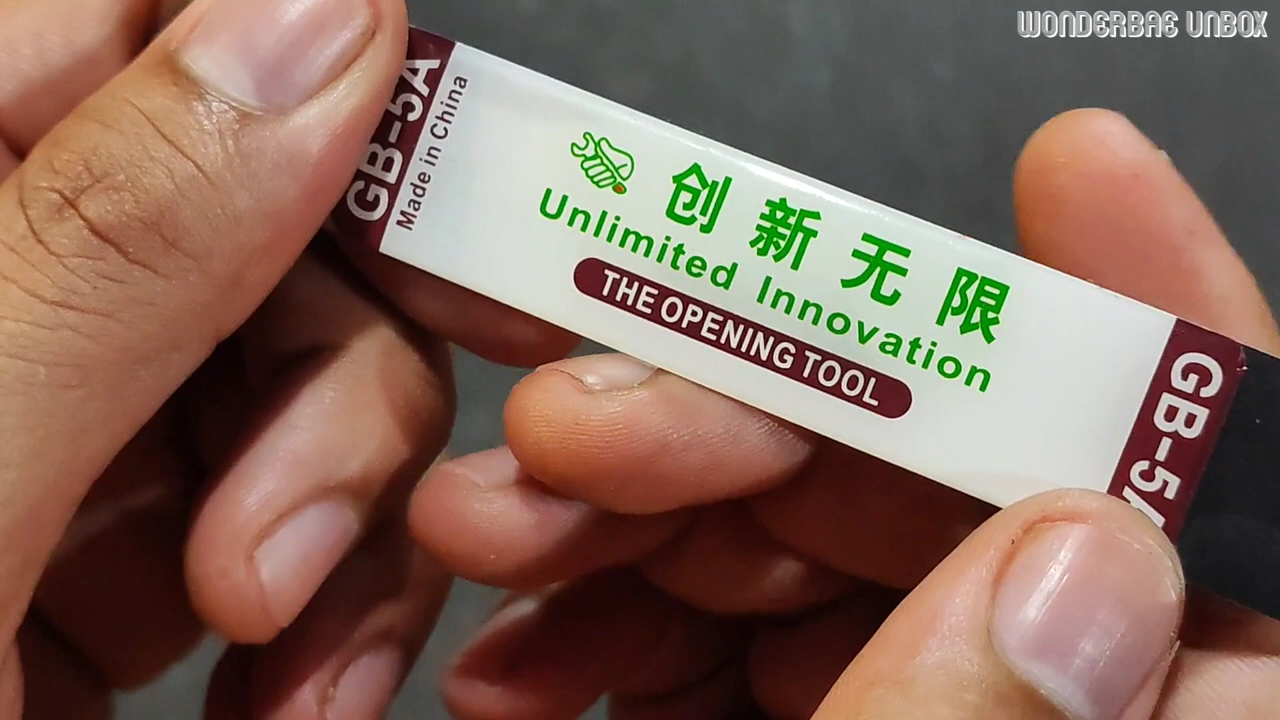 WONDERBAE UNBOX
GB-5A
Made in China
创新无限
Unlimited Innovation
THE OPENING TOOL
GB-5A